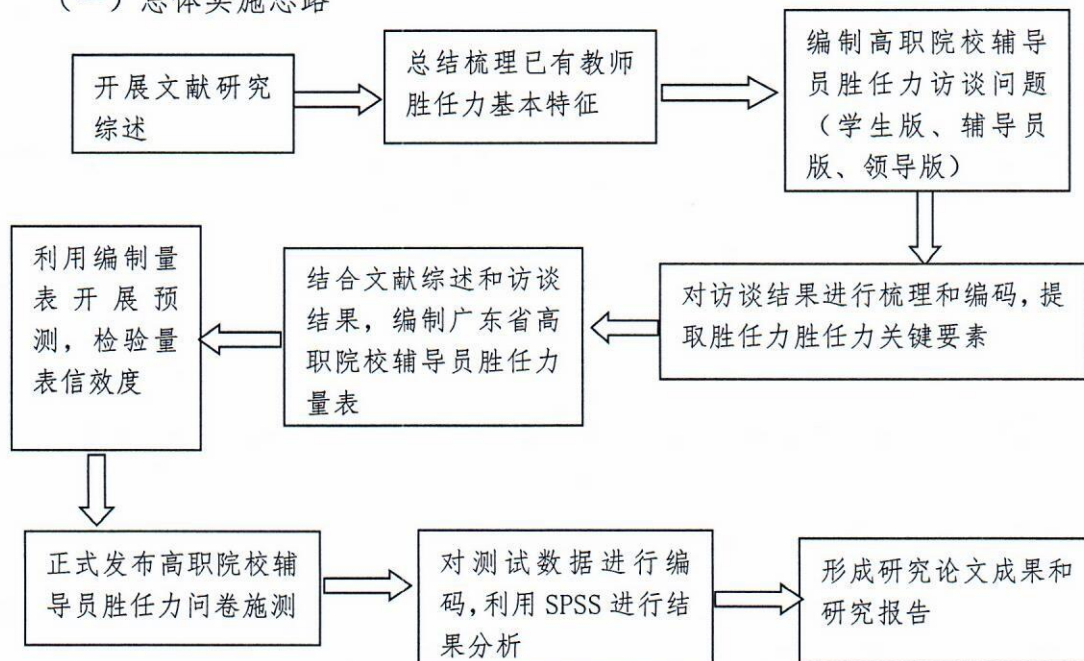 (一)总体实施思路
开展文献研究
综述
总结梳理已有教师
胜任力基本特征
编制高职院校辅导
员胜任力访谈问题
（学生版、辅导员
版、领导版）
对访谈结果进行梳理和编码，提
取胜任力胜任力关键要素
结合文献综述和访谈
结果，编制广东省高
职院校辅导员胜任力
量表
利用编制量
表开展预
测，检验量
表信效度
正式发布高职院校辅
导员胜任力问卷施测
对测试数据进行编
码，利用 SPSS 进行结
果分析
形成研究论文成果和
研究报告